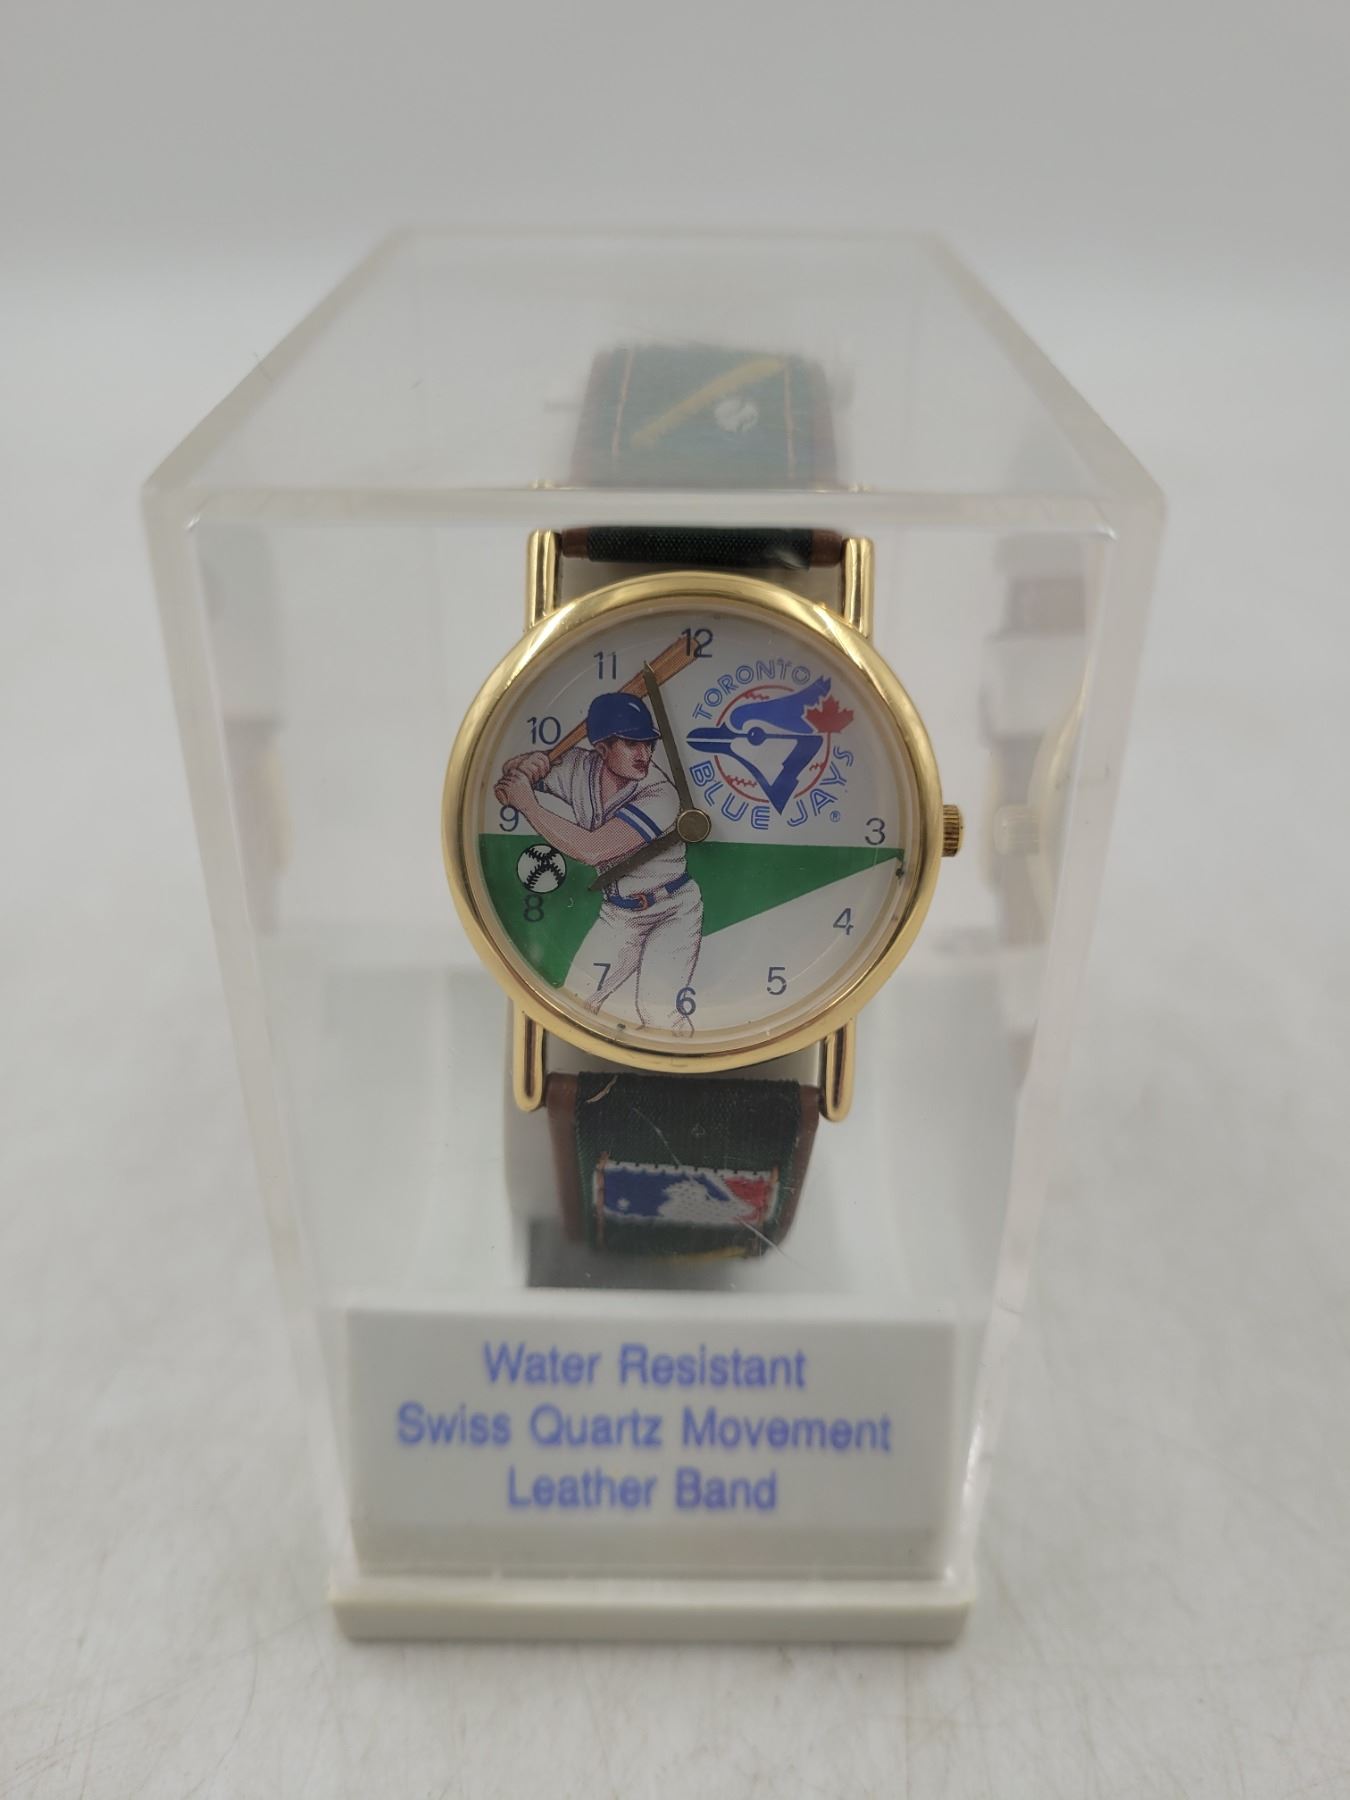 12
11
10
9
8
7
6
5
4
3
TORONTO
BLUE JAYS®
Water Resistant
Swiss Quartz Movement
Leather Band